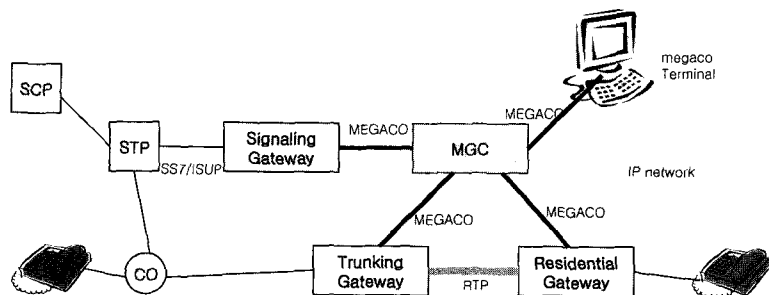 megaco
Terminal
SCP
MEGACO
STP
Signaling
Gateway
MEGACO
MGC
SS7/ISUP
IP network
MEGACO
MEGACO
CO
Trunking
Gateway
RTP
Residential
Gateway